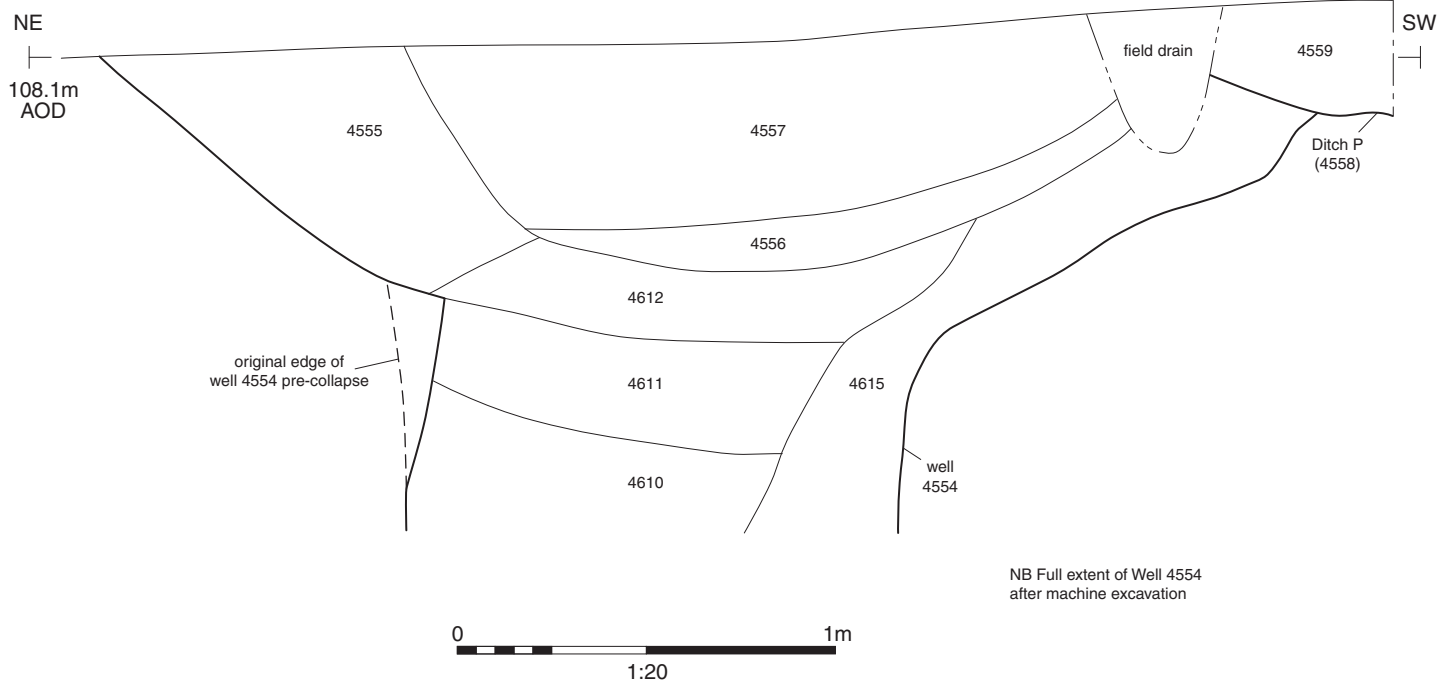 NE
SW
108.1m
AOD
field drain
4559
4555
4557
Ditch P
(4558)
4556
4612
original edge of
well 4554 pre-collapse
4611
4615
4610
well
4554
NB Full extent of Well 4554
after machine excavation
0
1m
1:20